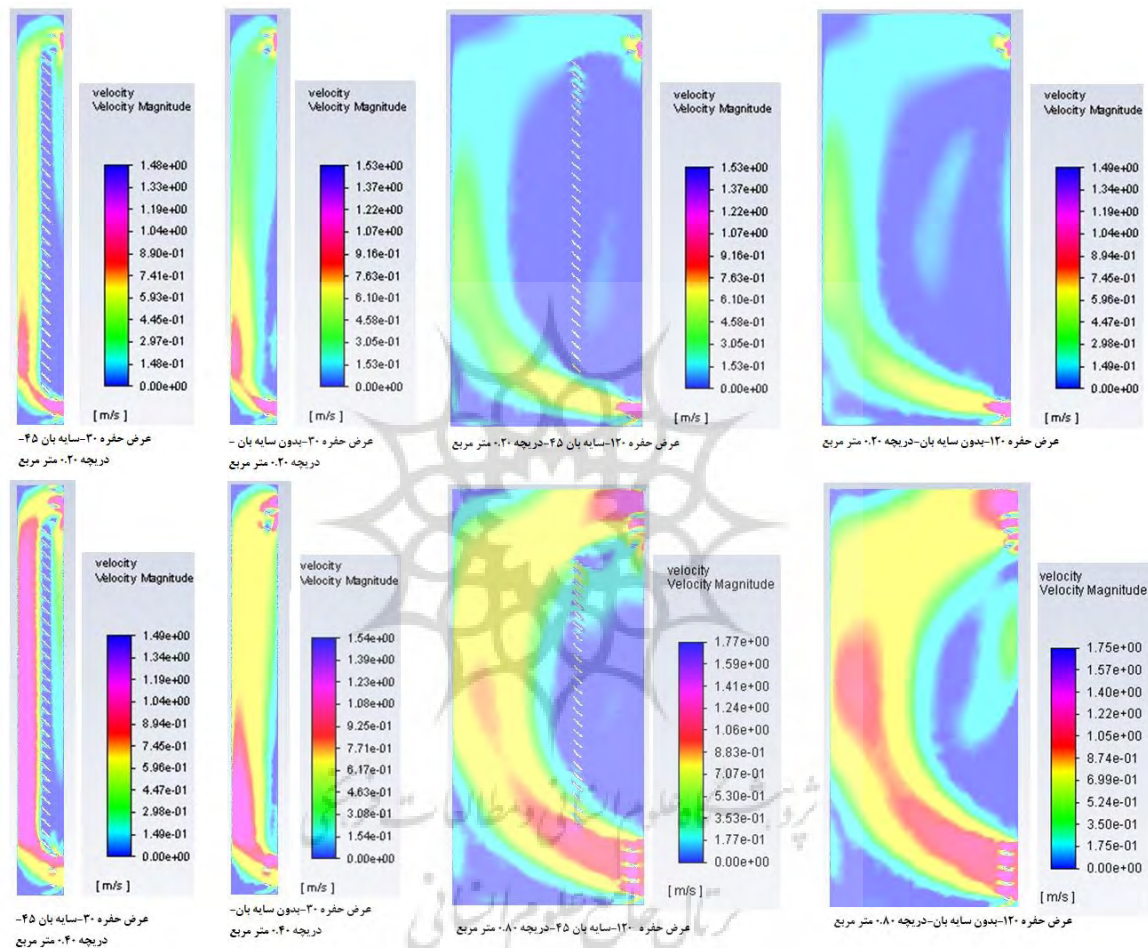 velocity
Velocity Magnitude
1.48e+00
1.33e+00
1.19e+00
1.04e+00
8.90e-01
7.41e-01
5.93e-01
4.45e-01
2.97e-01
1.48e-01
0.00e+00
[ m/s ]
عرض حفره ۳۰-سایه بان ۴۵-
دریچه ۰.۲۰ متر مربع
velocity
Velocity Magnitude
1.53e+00
1.37e+00
1.22e+00
1.07e+00
9.16e-01
7.63e-01
6.10e-01
4.58e-01
3.05e-01
1.53e-01
0.00e+00
[ m/s ]
عرض حفره ۳۰-بدون سایه بان -
دریچه ۰.۲۰ متر مربع
velocity
Velocity Magnitude
1.53e+00
1.37e+00
1.22e+00
1.07e+00
9.16e-01
7.63e-01
6.10e-01
4.58e-01
3.05e-01
1.53e-01
0.00e+00
[ m/s ]
عرض حفره ۱۲۰-سایه بان ۴۵-دریچه ۰.۲۰ متر مربع
velocity
Velocity Magnitude
1.49e+00
1.34e+00
1.19e+00
1.04e+00
8.94e-01
7.45e-01
5.96e-01
4.47e-01
2.98e-01
1.49e-01
0.00e+00
[ m/s ]
عرض حفره ۱۲۰-بدون سایه بان-دریچه ۰.۲۰ متر مربع
velocity
Velocity Magnitude
1.49e+00
1.34e+00
1.19e+00
1.04e+00
8.94e-01
7.45e-01
5.96e-01
4.47e-01
2.98e-01
1.49e-01
0.00e+00
[ m/s ]
عرض حفره ۳۰-سایه بان ۴۵-
دریچه ۰.۴۰ متر مربع
velocity
Velocity Magnitude
1.54e+00
1.39e+00
1.23e+00
1.08e+00
9.25e-01
7.71e-01
6.17e-01
4.63e-01
3.08e-01
1.54e-01
0.00e+00
[ m/s ]
عرض حفره ۳۰-بدون سایه بان-
دریچه ۰.۴۰ متر مربع
velocity
Velocity Magnitude
1.77e+00
1.59e+00
1.41e+00
1.24e+00
1.06e+00
8.83e-01
7.07e-01
5.30e-01
3.53e-01
1.77e-01
0.00e+00
[ m/s ]
عرض حفره ۱۲۰-سایه بان ۴۵-دریچه ۰.۸۰ متر مربع
velocity
Velocity Magnitude
1.75e+00
1.57e+00
1.40e+00
1.22e+00
1.05e+00
8.74e-01
6.99e-01
5.24e-01
3.50e-01
1.75e-01
0.00e+00
[ m/s ]
عرض حفره ۱۲۰-بدون سایه بان-دریچه ۰.۸۰ متر مربع
پژوهشگاه علوم انسانی و مطالعات فرهنگی
رتال جامع علوم انسانی